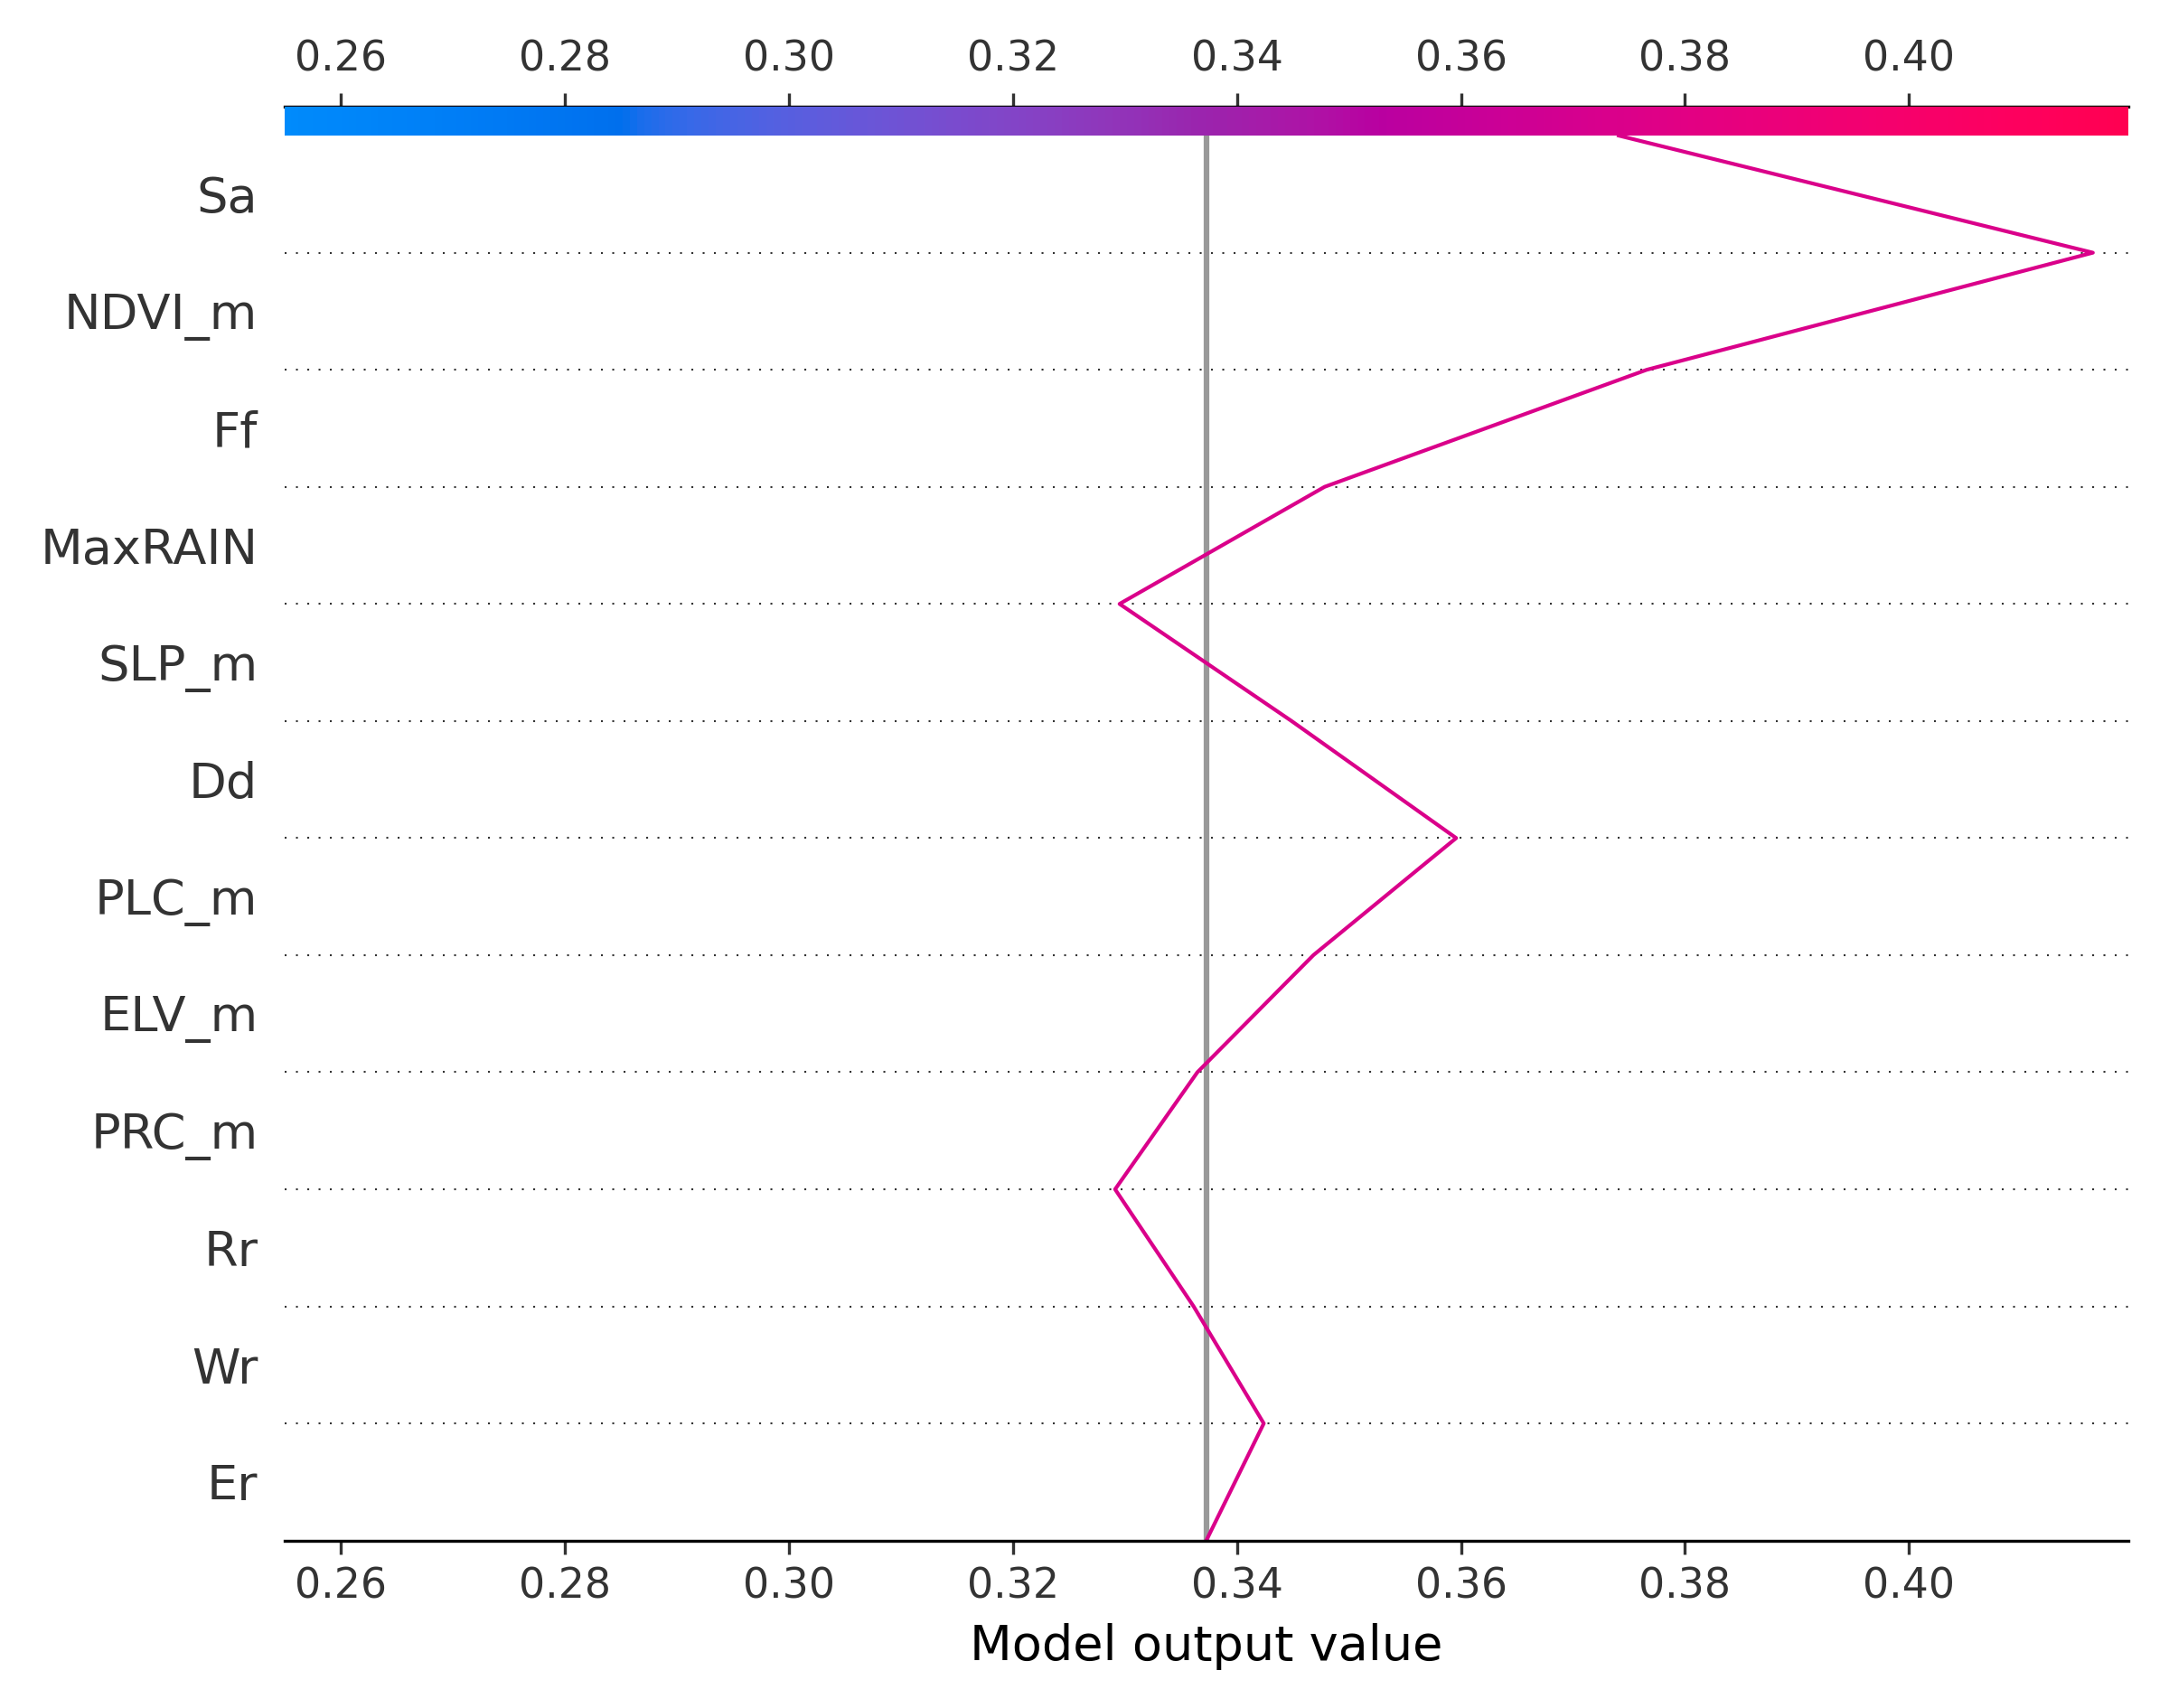 0.26 0.28 0.30 0.32 0.34 0.36 0.38 0.40
Sa
NDVI_m
Ff
MaxRAIN
SLP_m
Dd
PLC_m
ELV_m
PRC_m
Rr
Wr
Er
0.26 0.28 0.30 0.32 0.34 0.36 0.38 0.40
Model output value